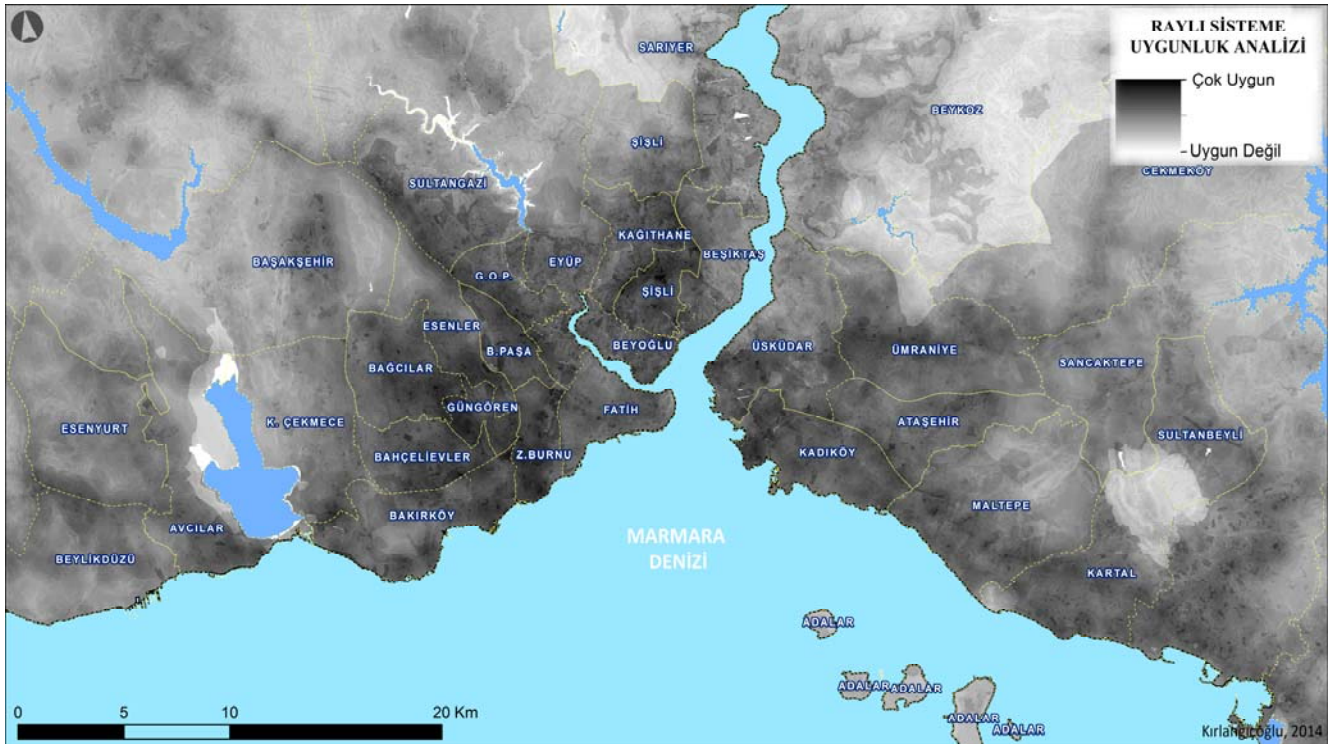 RAYLI SİSTEME
UYGUNLUK ANALİZİ
Çok Uygun
Uygun Değil
SARIYER
BEYKOZ
ŞİŞLİ
ÇEKMEKÖY
SULTANGAZİ
KAĞITHANE
BEŞİKTAŞ
BAŞAKŞEHİR
G.O.P.
EYÜP
ŞİŞLİ
ESENLER
B.PAŞA
BEYOĞLU
ÜSKÜDAR
ÜMRANİYE
SANCAKTEPE
BAĞCILAR
GÜNGÖREN
FATİH
ESENYURT
K. ÇEKMECE
ATAŞEHİR
SULTANBEYLİ
BAHÇELİEVLER
Z.BURNU
KADIKÖY
MALTEPE
BAKIRKÖY
AVCILAR
MARMARA
DENİZİ
BEYLİKDÜZÜ
KARTAL
ADALAR
ADALAR
ADALAR
ADALAR
ADALAR
0 5 10 20 Km
Kırlangıçoğlu, 2014